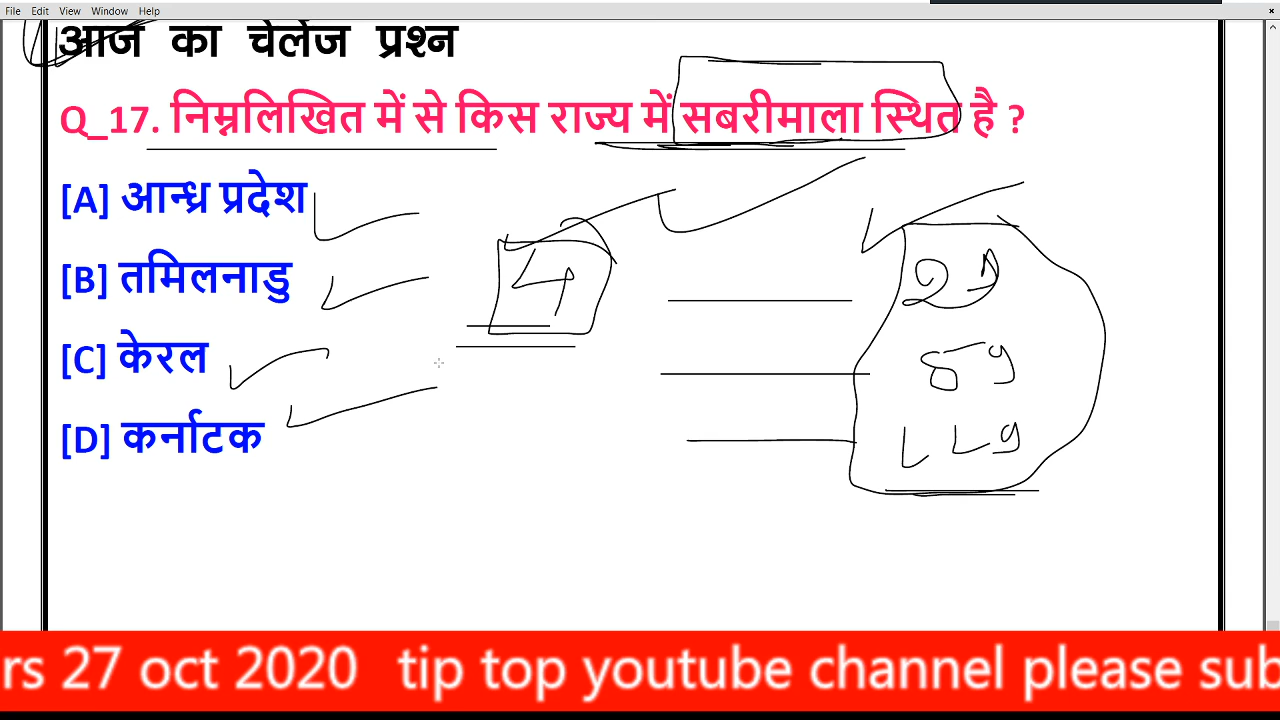 File Edit View Window Help
आज का चेलेंज प्रश्न
Q_17. निम्नलिखित में से किस राज्य में सबरीमाला स्थित है ?
[A] आन्ध्र प्रदेश
[B] तमिलनाडु
[C] केरल
[D] कर्नाटक
4
rs 27 oct 2020 tip top youtube channel please sub